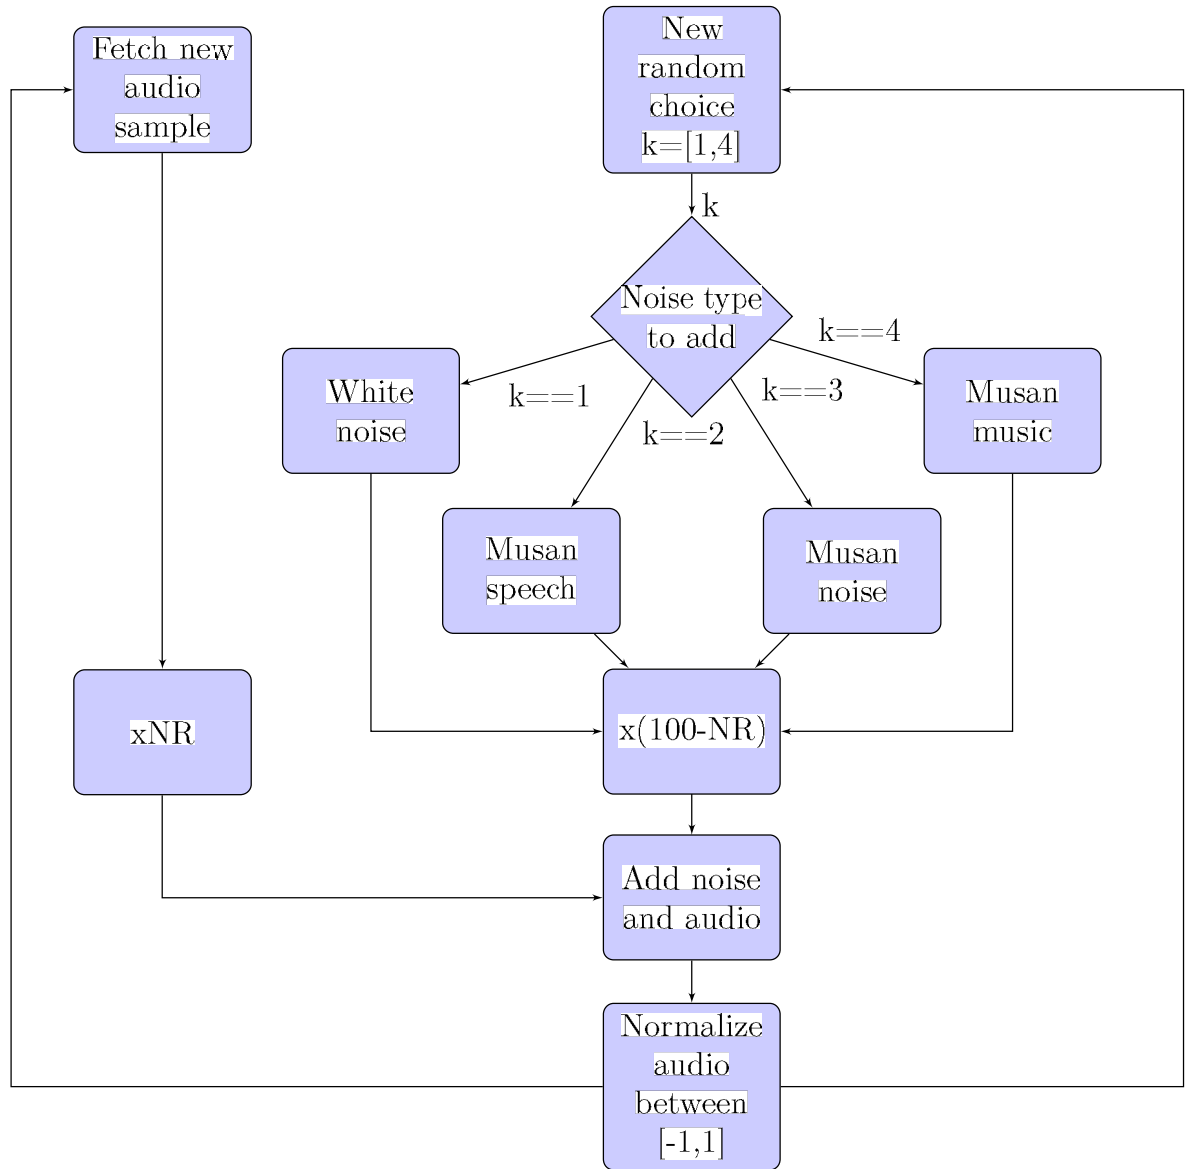 Fetch new
audio
sample
New
random
choice
k=[1,4]
k
Noise type
to add
k==1
k==2
k==3
k==4
White
noise
Musan
speech
Musan
noise
Musan
music
xNR
x(100-NR)
Add noise
and audio
Normalize
audio
between
[-1,1]